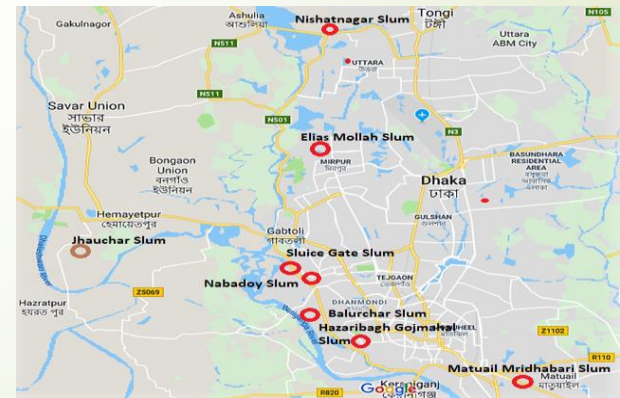 Nishatnagar Slum
Tongi
টঙ্গী
N105
Ashulia
আশুলিয়া
Gakulnagor
N511
Uttara
ABM City
UTTARA
N511
Savar Union
সাভার
ইউনিয়ন
N501
N3
Elias Mollah Slum
MIRPUR
মিরপুর
Bongaon
Union
বনগাঁও
ইউনিয়ন
BASUNDHARA
RESIDENTIAL
AREA
Dhaka
ঢাকা
Hemayetpur
হেমায়েতপুর
GULSHAN
গুলশান
Jhauchar Slum
Gabtoli
গাবতলী
Sluice Gate Slum
Nabadoy Slum
TEJGAON
Z5069
Hazratpur
হযরত পুর
DHANMONDI
Balurchar Slum
Hazaribagh Gojmahal
Slum
Z1102
R110
Matuail Mridhabari Slum
Matuail
মাতুয়াইল
Google
Keraniganj
R820